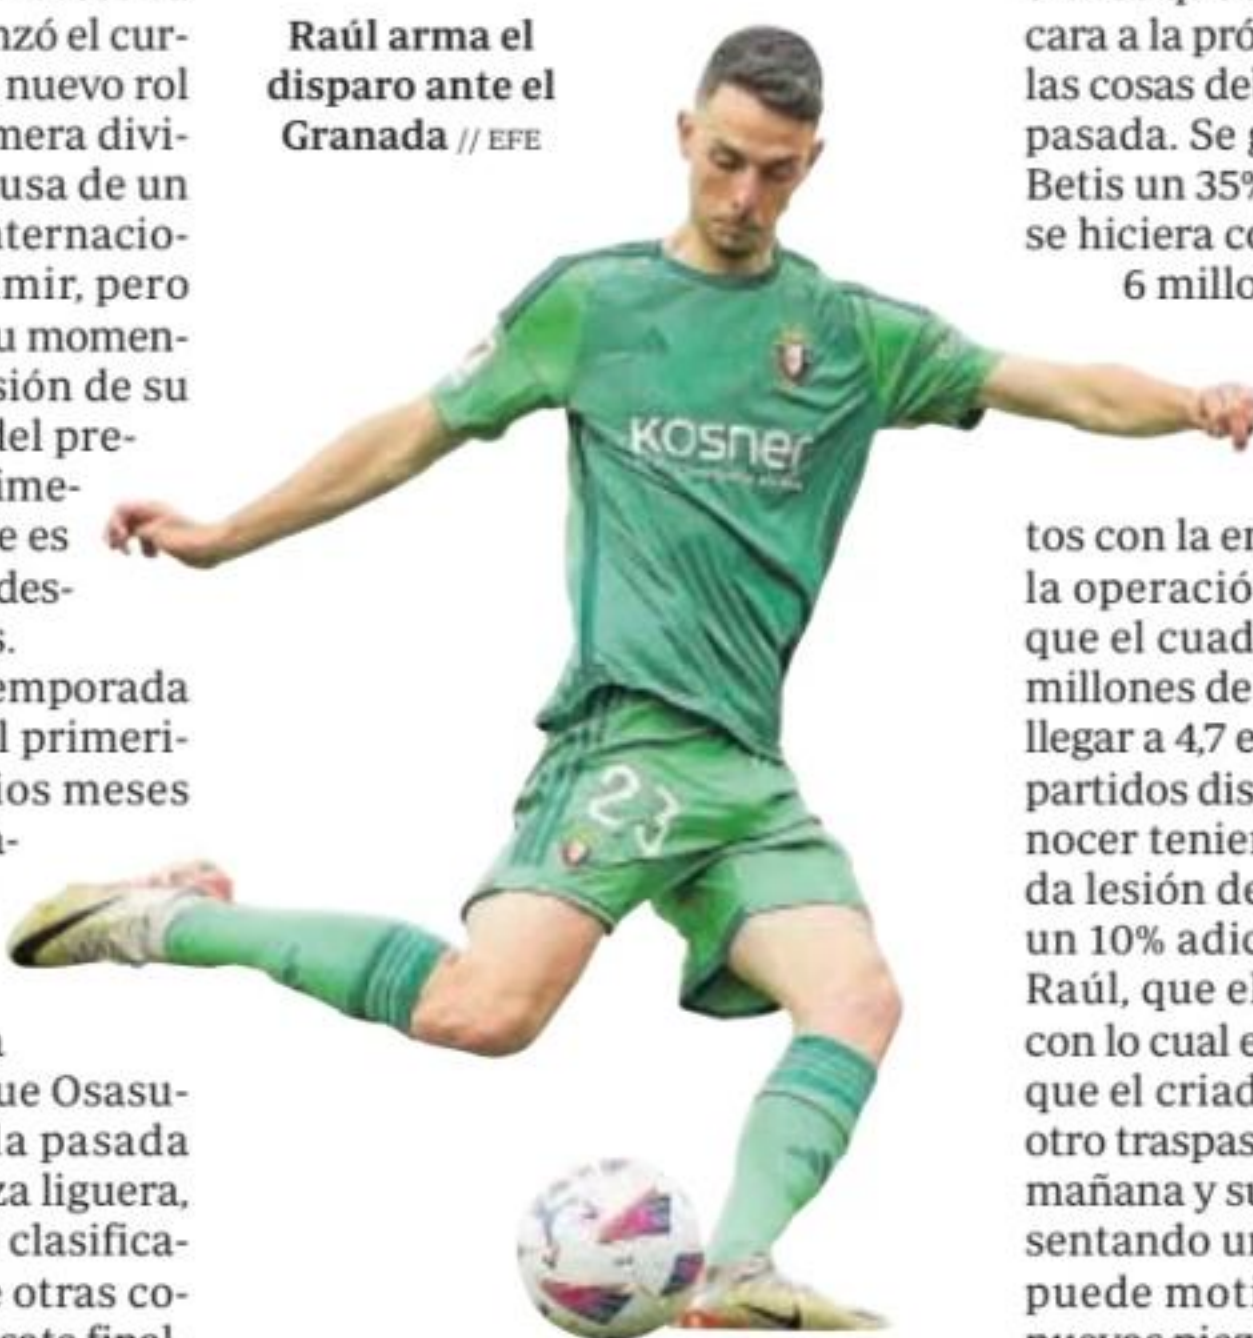 nzó el cur-
nuevo rol
mera divi-
usa de un
nternacio-
mir, pero
u momen-
sión de su
del pre-
ime-
e es
des-
s.
emporada
l primeri-
ios meses
ue Osasu-
la pasada
za liguera,
clasifica-
e otras co-
Raúl arma el
disparo ante el
Granada // EFE
KOSNER
23
cara a la pró
las cosas del
pasada. Se g
Betis un 35%
se hiciera co
6 millo
tos con la en
la operació
que el cuad
millones de
llegar a 4,7 e
partidos dis
nocer tenien
da lesión de
un 10% adic
Raúl, que el
con lo cual e
que el criad
otro traspas
mañana y su
sentando un
puede moti